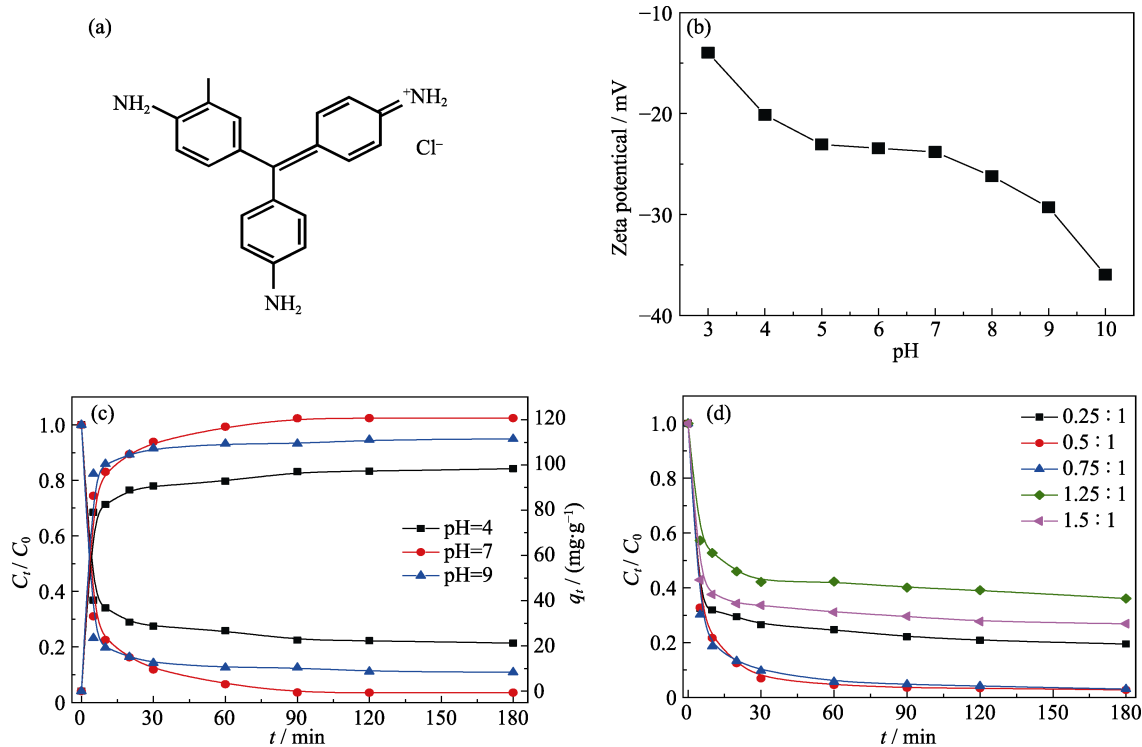 (a)
NH₂
⁺NH₂
Cl⁻
NH₂
(b)
−10
−20
−30
−40
Zeta potentical / mV
3 4 5 6 7 8 9 10
pH
(c)
1.0
0.8
0.6
0.4
0.2
0
Cₜ / C₀
120
100
80
60
40
20
0
qₜ / (mg·g⁻¹)
pH=4
pH=7
pH=9
0 30 60 90 120 150 180
t / min
(d)
1.0
0.8
0.6
0.4
0.2
0
Cₜ / C₀
0.25∶1
0.5∶1
0.75∶1
1.25∶1
1.5∶1
0 30 60 90 120 150 180
t / min